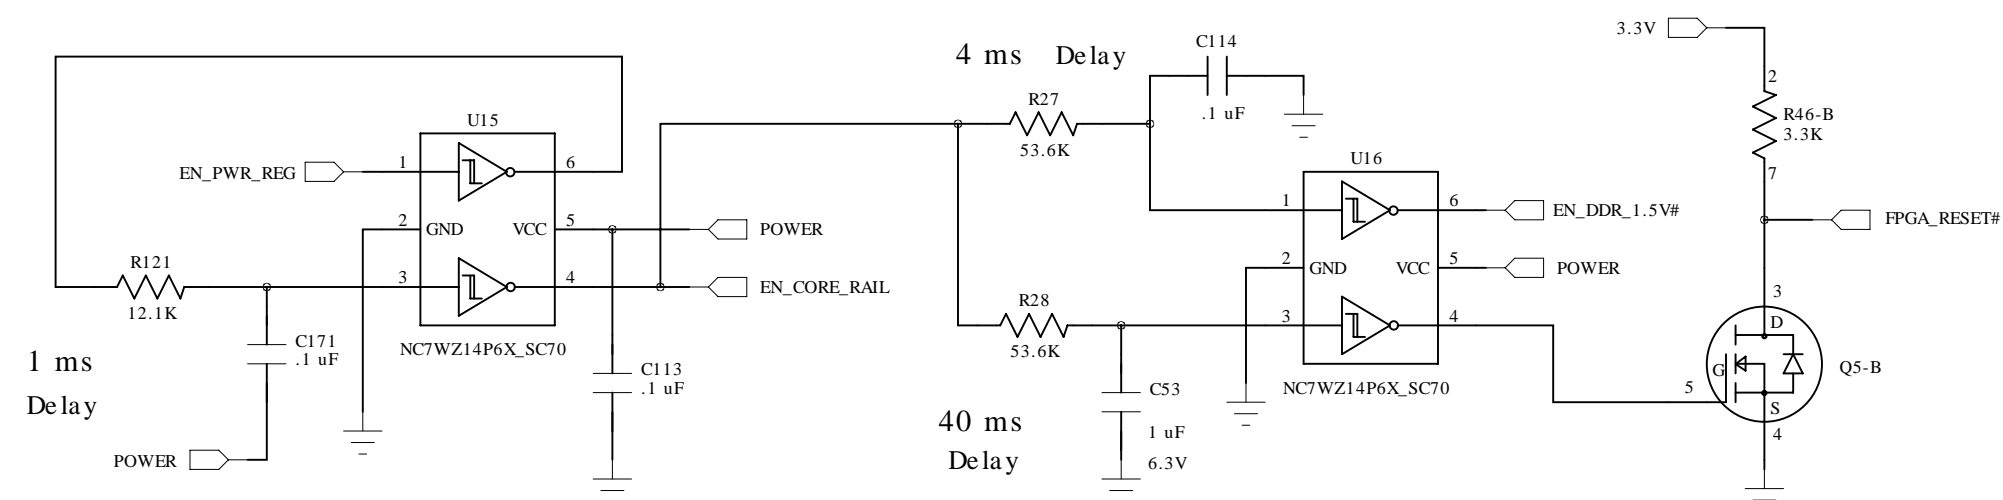 3.3V
C114
4 ms Delay
2
R27
.1 uF
R46-B
3.3K
U15
53.6K
U16
7
EN_PWR_REG
1
6
1
6
EN_DDR_1.5V#
FPGA_RESET#
2
GND
VCC
5
POWER
R121
2
GND
VCC
5
POWER
12.1K
3
4
EN_CORE_RAIL
3
R28
3
4
D
C171
.1 uF
NC7WZ14P6X_SC70
53.6K
1 ms
Delay
C113
.1 uF
C53
NC7WZ14P6X_SC70
G
Q5-B
5
S
40 ms
Delay
1 uF
6.3V
4
POWER